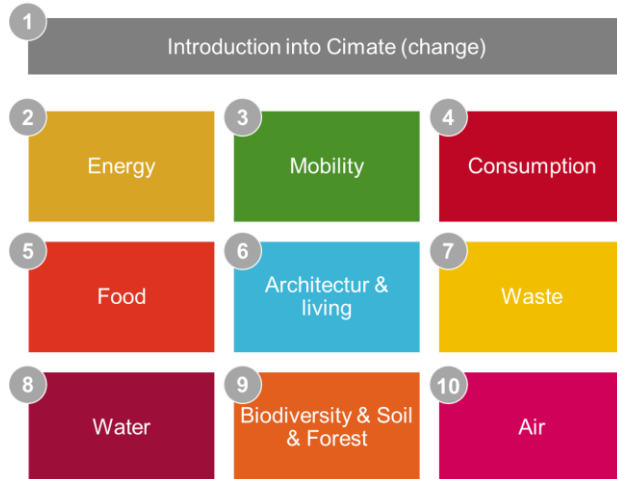 1
Introduction into Cimate (change)
2
Energy
3
Mobility
4
Consumption
5
Food
6
Architectur &
living
7
Waste
8
Water
9
Biodiversity & Soil
& Forest
10
Air